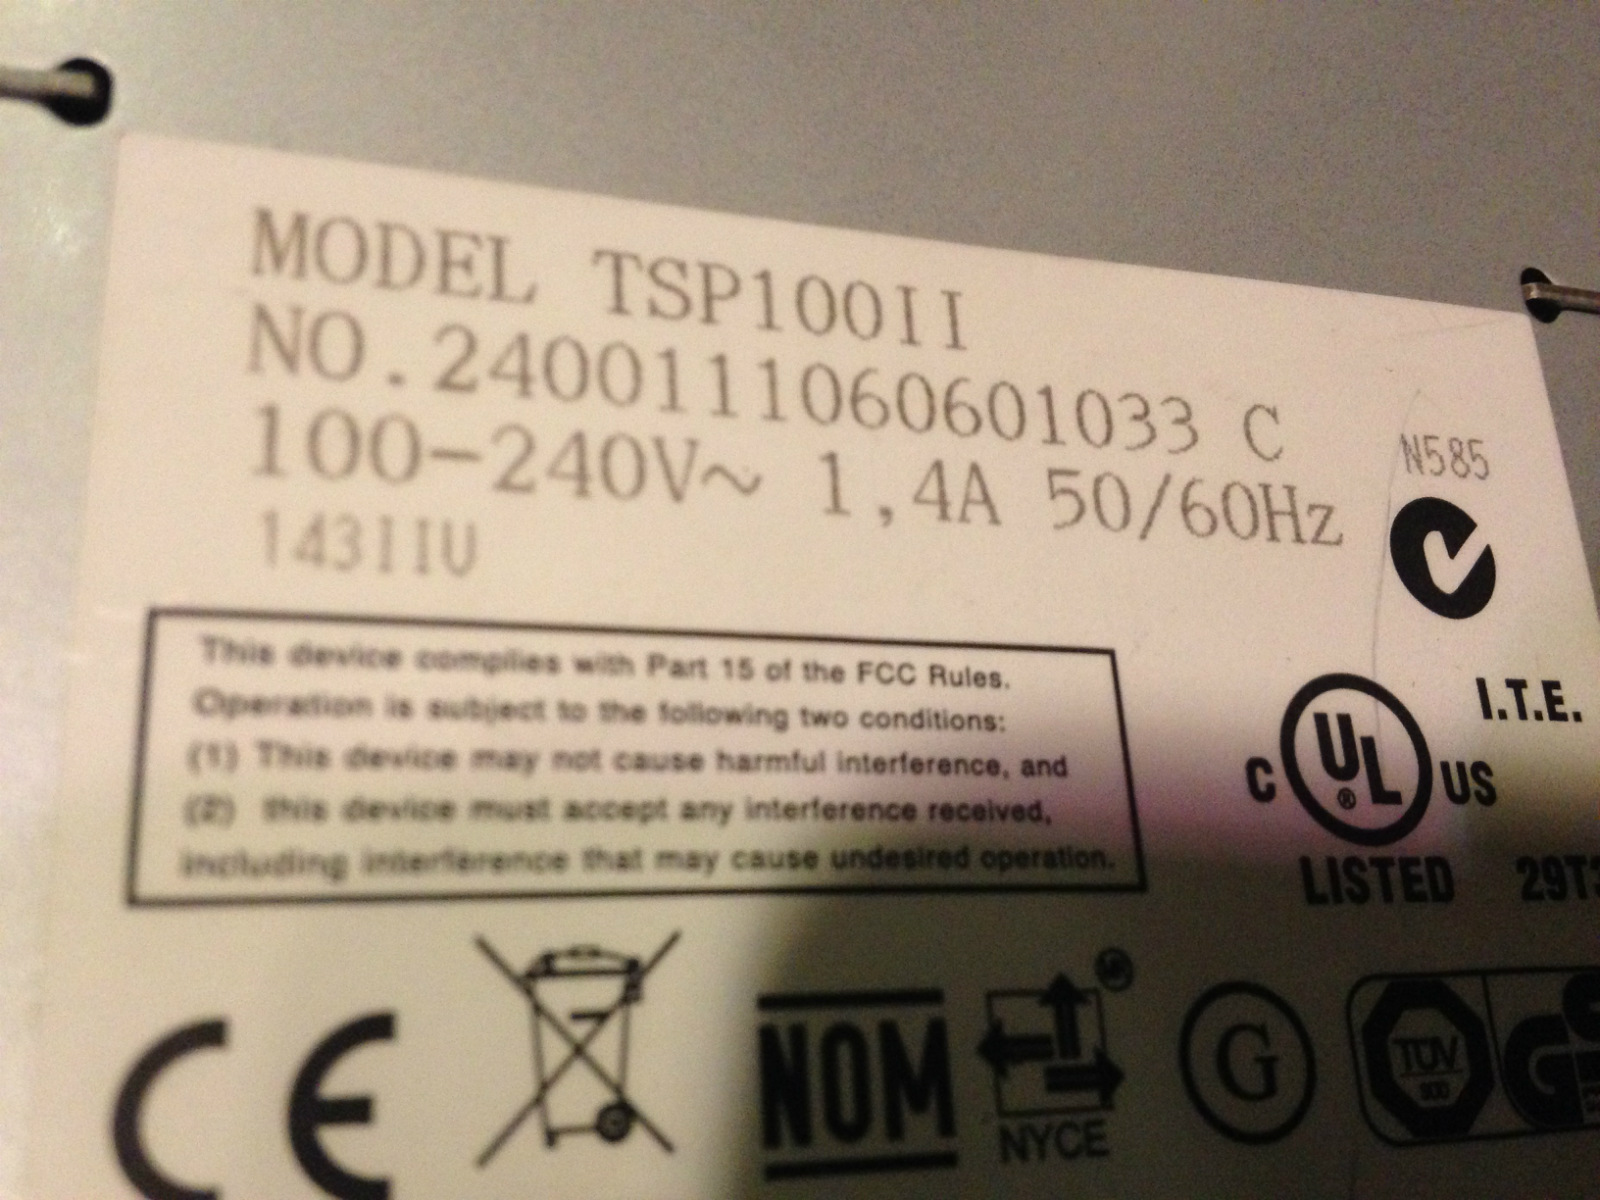 MODEL TSP100II
NO.2400111060601033 C
100-240V~ 1,4A 50/60Hz
N585
143IIU
This device complies with Part 15 of the FCC Rules.
Operation is subject to the following two conditions:
(1) This device may not cause harmful interference, and
(2) this device must accept any interference received,
including interference that may cause undesired operation.
I.T.E.
C UL ® US
LISTED 29T3
CE
NOM
NYCE
G
TÜV
GS